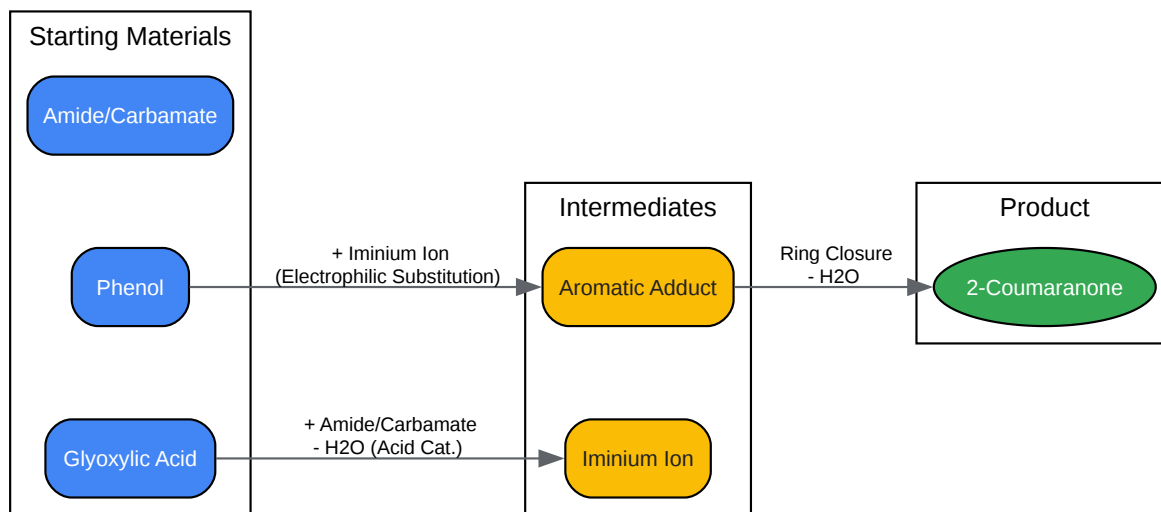 Starting Materials
Amide/Carbamate
Phenol
Glyoxylic Acid
+ Iminium Ion
(Electrophilic Substitution)
+ Amide/Carbamate
- H2O (Acid Cat.)
Intermediates
Aromatic Adduct
Iminium Ion
Ring Closure
- H2O
Product
2-Coumaranone